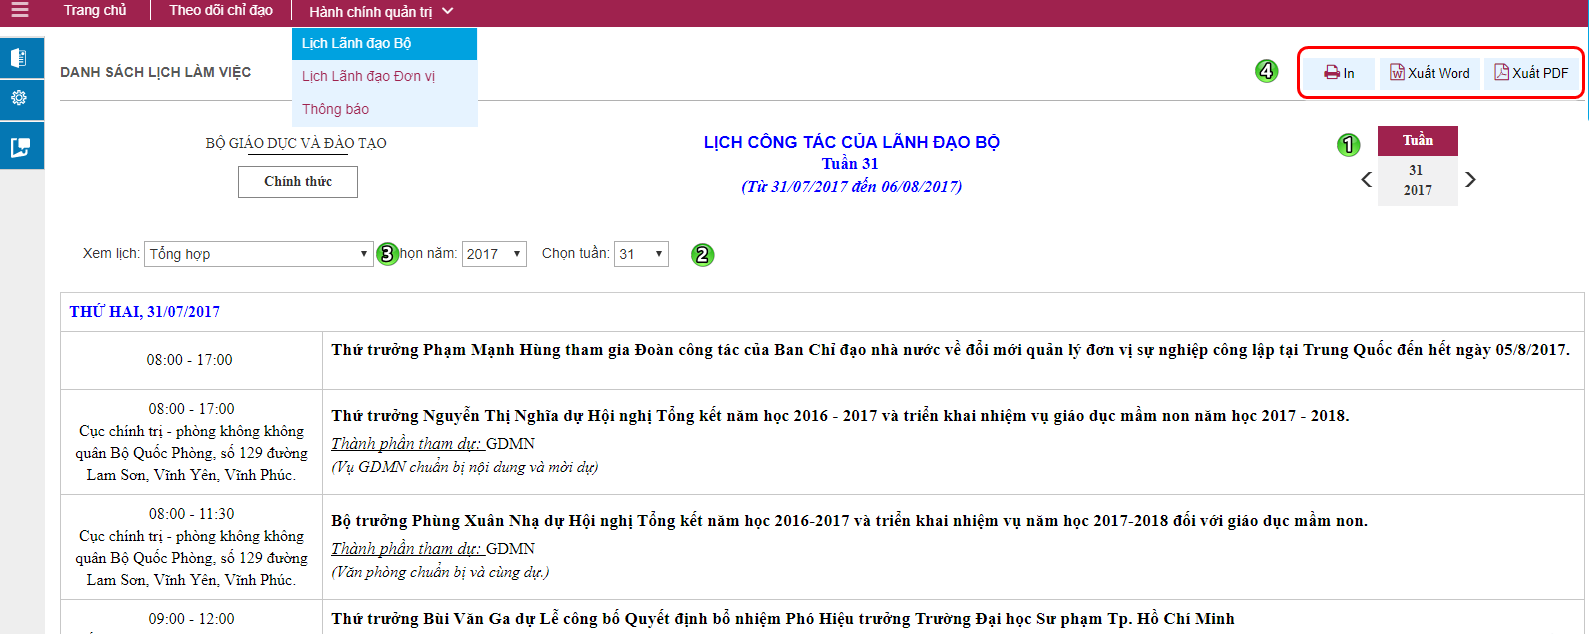 Trang chủ
Theo dõi chỉ đạo
Hành chính quản trị
Lịch Lãnh đạo Bộ
Lịch Lãnh đạo Đơn vị
Thông báo
DANH SÁCH LỊCH LÀM VIỆC
4
In
Xuất Word
Xuất PDF
BỘ GIÁO DỤC VÀ ĐÀO TẠO
Chính thức
LỊCH CÔNG TÁC CỦA LÃNH ĐẠO BỘ
Tuần 31
(Từ 31/07/2017 đến 06/08/2017)
1
Tuần
31
2017
Xem lịch: Tổng hợp
3 họn năm: 2017
Chọn tuần: 31
2
THỨ HAI, 31/07/2017
08:00 - 17:00
Thứ trưởng Phạm Mạnh Hùng tham gia Đoàn công tác của Ban Chỉ đạo nhà nước về đổi mới quản lý đơn vị sự nghiệp công lập tại Trung Quốc đến hết ngày 05/8/2017.
08:00 - 17:00
Cục chính trị - phòng không không
quân Bộ Quốc Phòng, số 129 đường
Lam Sơn, Vĩnh Yên, Vĩnh Phúc.
Thứ trưởng Nguyễn Thị Nghĩa dự Hội nghị Tổng kết năm học 2016 - 2017 và triển khai nhiệm vụ giáo dục mầm non năm học 2017 - 2018.
Thành phần tham dự: GDMN
(Vụ GDMN chuẩn bị nội dung và mời dự)
08:00 - 11:30
Cục chính trị - phòng không không
quân Bộ Quốc Phòng, số 129 đường
Lam Sơn, Vĩnh Yên, Vĩnh Phúc.
Bộ trưởng Phùng Xuân Nhạ dự Hội nghị Tổng kết năm học 2016-2017 và triển khai nhiệm vụ năm học 2017-2018 đối với giáo dục mầm non.
Thành phần tham dự: GDMN
(Văn phòng chuẩn bị và cùng dự.)
09:00 - 12:00
Thứ trưởng Bùi Văn Ga dự Lễ công bố Quyết định bổ nhiệm Phó Hiệu trưởng Trường Đại học Sư phạm Tp. Hồ Chí Minh